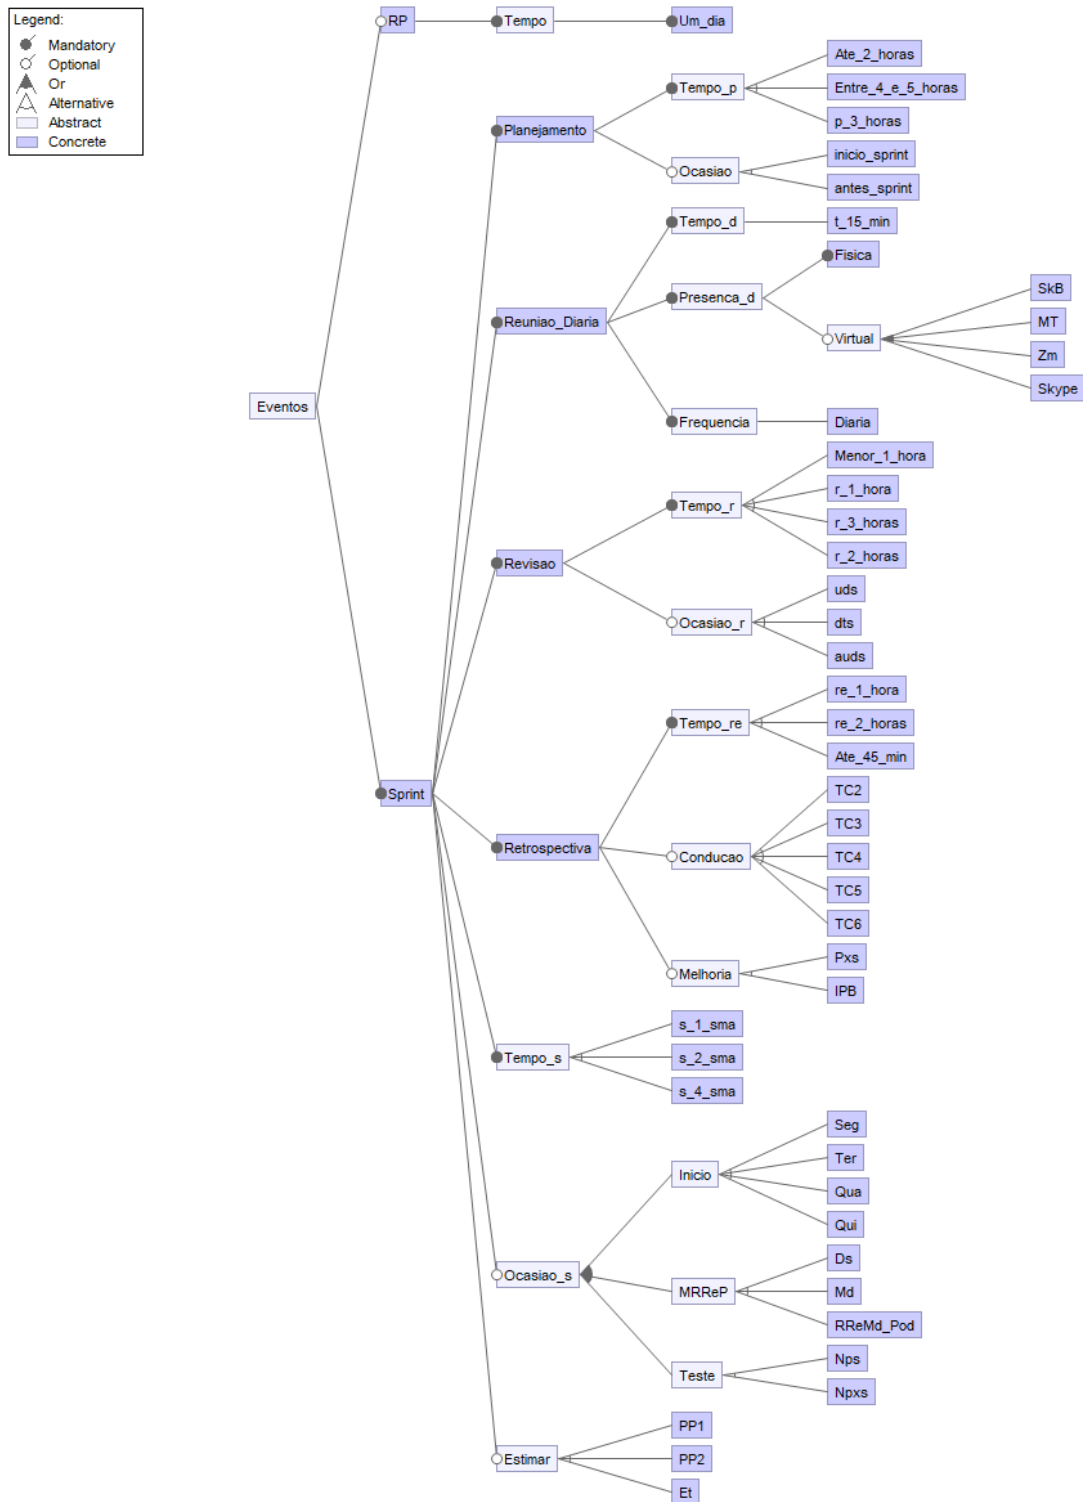 Legend:
Mandatory
Optional
Or
Alternative
Abstract
Concrete
Eventos
RP
Tempo
Um_dia
Sprint
Planejamento
Tempo_p
Ate_2_horas
Entre_4_e_5_horas
p_3_horas
Ocasiao
inicio_sprint
antes_sprint
Reuniao_Diaria
Tempo_d
t_15_min
Presenca_d
Fisica
Virtual
SkB
MT
Zm
Skype
Frequencia
Diaria
Revisao
Tempo_r
Menor_1_hora
r_1_hora
r_3_horas
r_2_horas
Ocasiao_r
uds
dts
auds
Retrospectiva
Tempo_re
re_1_hora
re_2_horas
Ate_45_min
Conducao
TC2
TC3
TC4
TC5
TC6
Melhoria
Pxs
IPB
Tempo_s
s_1_sma
s_2_sma
s_4_sma
Ocasiao_s
Inicio
Seg
Ter
Qua
Qui
MRReP
Ds
Md
RReMd_Pod
Teste
Nps
Npxs
Estimar
PP1
PP2
Et